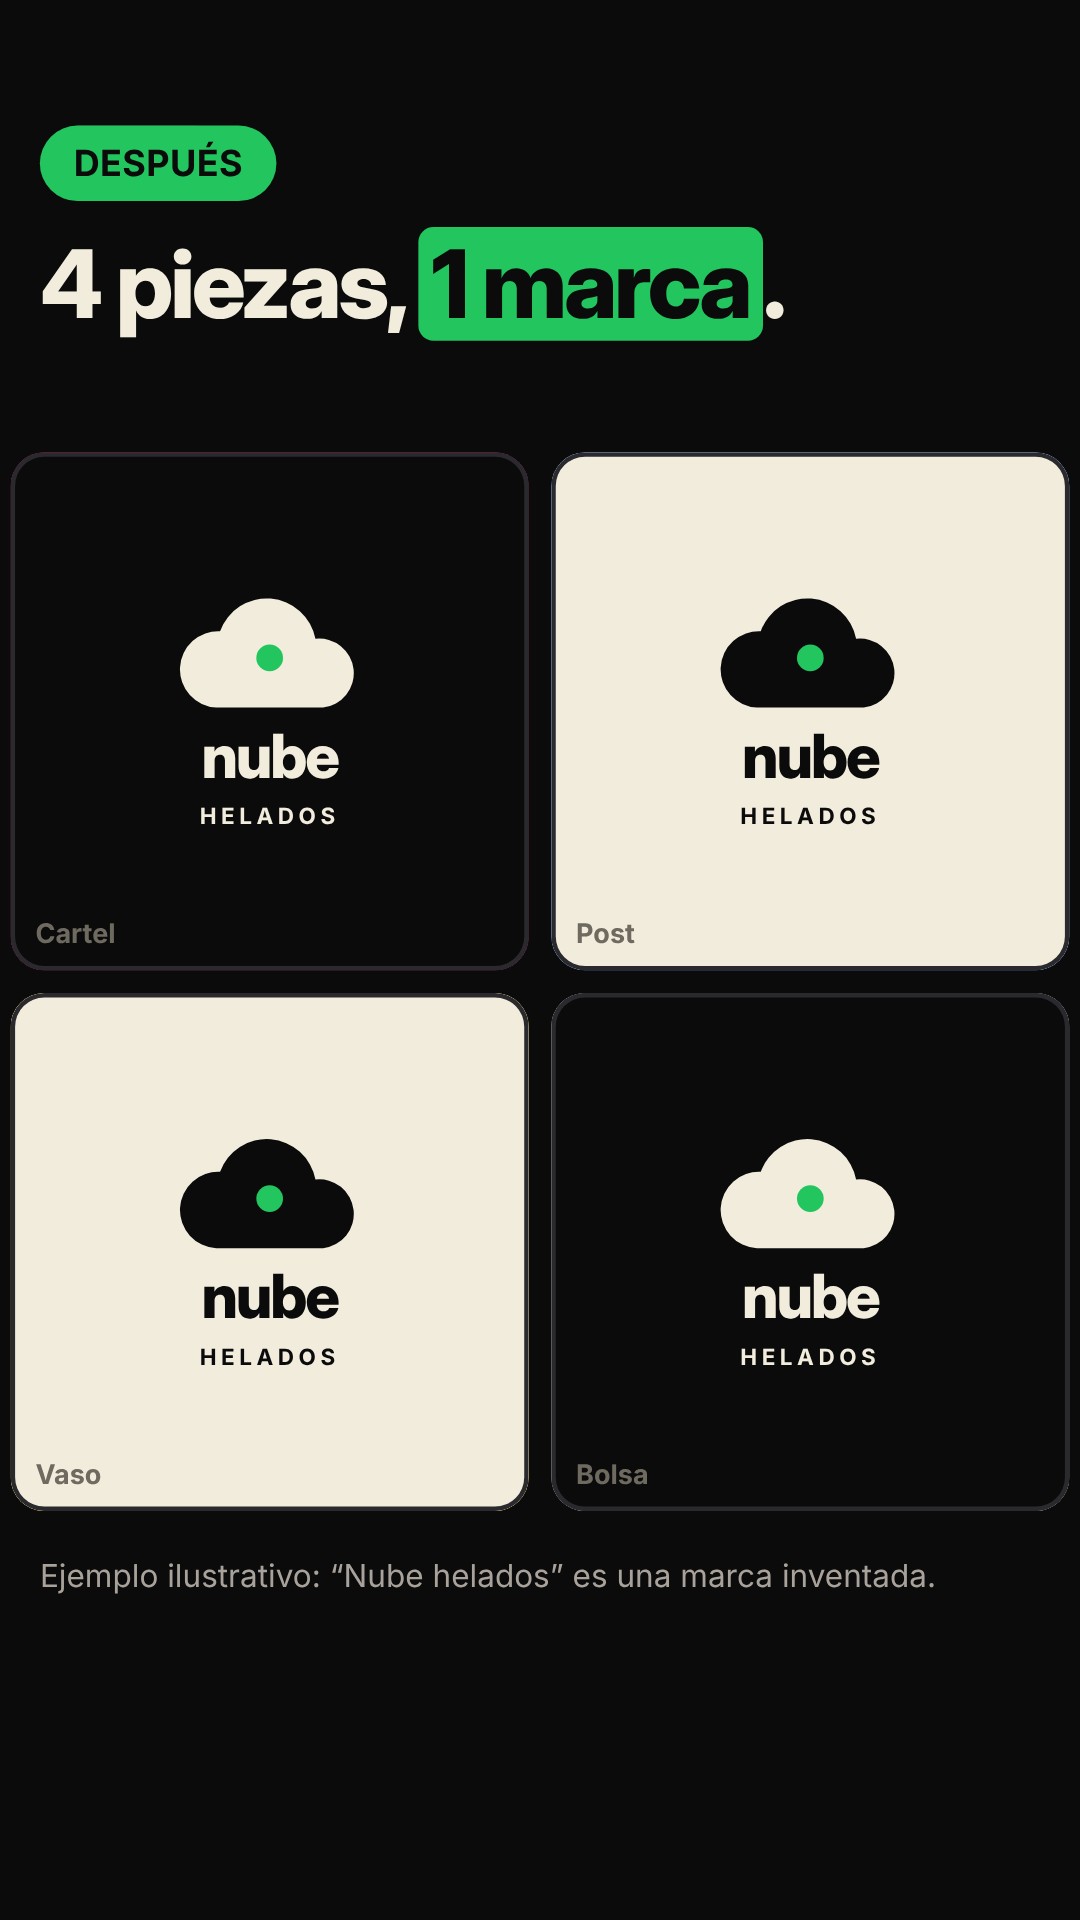 DESPUÉS
4 piezas, 1 marca.
nube
HELADOS
Cartel
nube
HELADOS
Post
nube
HELADOS
Vaso
nube
HELADOS
Bolsa
Ejemplo ilustrativo: “Nube helados” es una marca inventada.